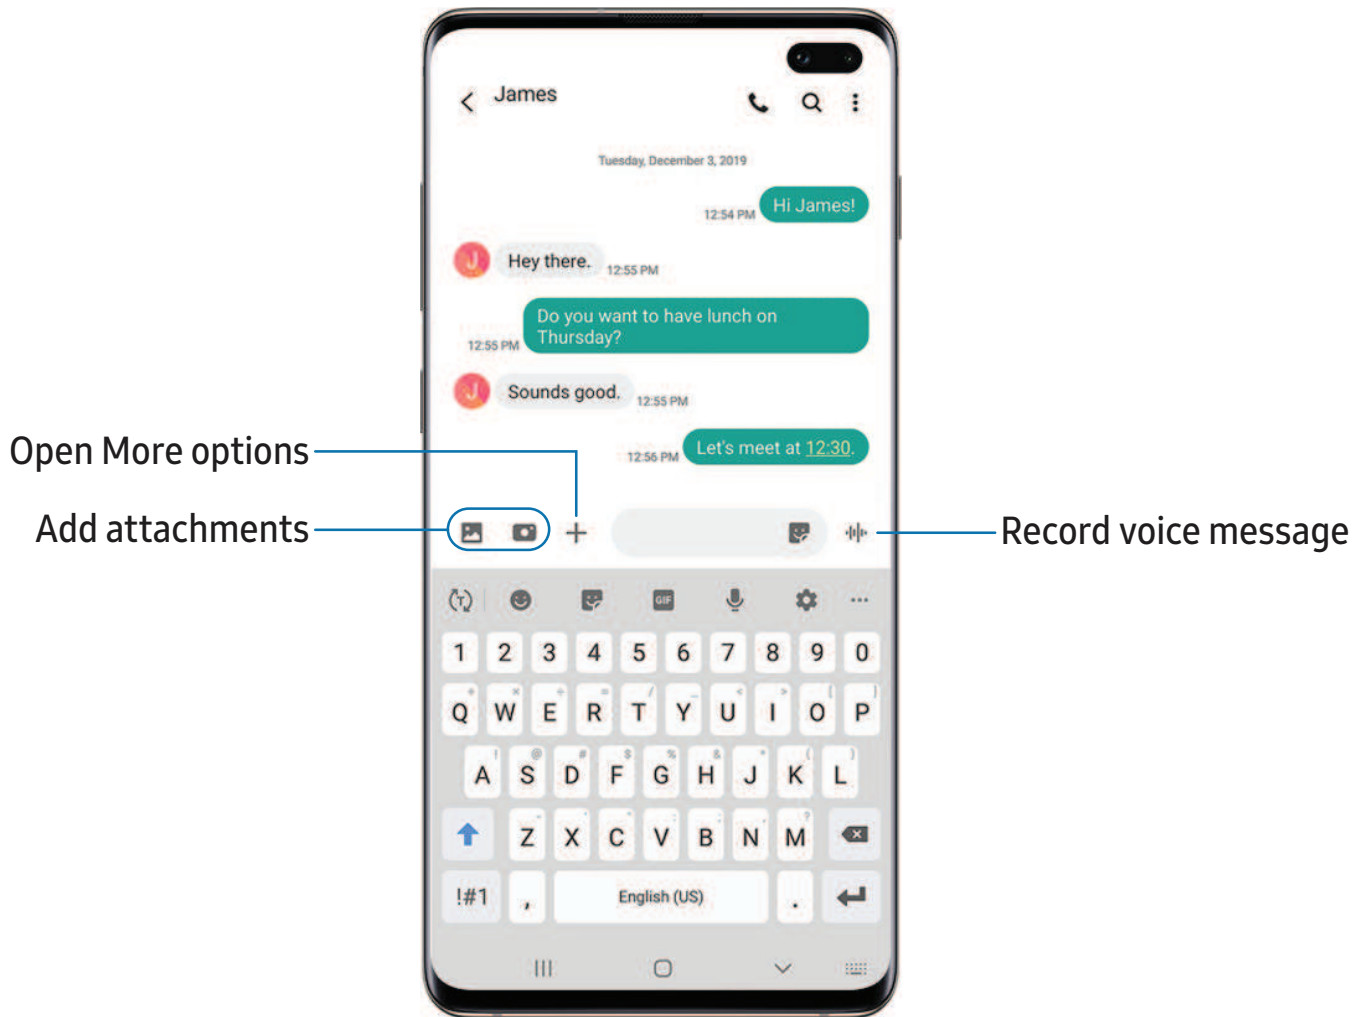 James
Tuesday, December 3, 2019
12:54 PM Hi James!
J Hey there. 12:55 PM
Do you want to have lunch on
Thursday?
12:55 PM
J Sounds good. 12:55 PM
12:56 PM Let's meet at 12:30.
Open More options
Add attachments
Record voice message
T GIF
1 2 3 4 5 6 7 8 9 0
+ × ÷ = / _ < > [ ]
Q W E R T Y U I O P
! @ # $ % & * ( )
A S D F G H J K L
- ' " : ; , ?
Z X C V B N M
!#1 , English (US) .